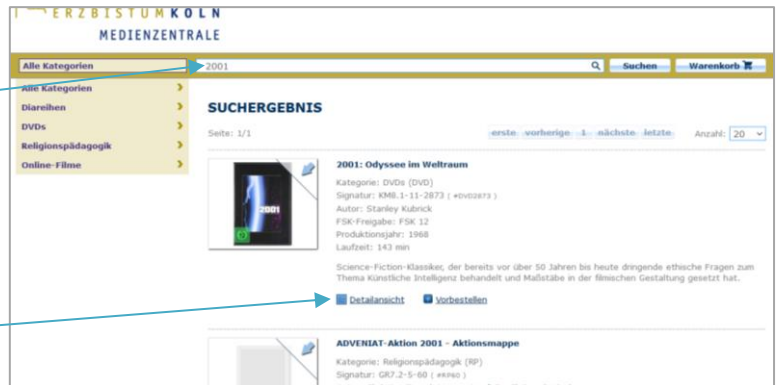 ERZBISTUM KÖLN
MEDIENZENTRALE
Alle Kategorien
2001
Suchen
Warenkorb
Alle Kategorien
Diareihen
DVDs
Religionspädagogik
Online-Filme
SUCHERGEBNIS
Seite: 1/1
erste vorherige 1 nächste letzte
Anzahl: 20
2001
12
2001: Odyssee im Weltraum
Kategorie: DVDs (DVD)
Signatur: KM8.1-11-2873 ( #DVD2873 )
Autor: Stanley Kubrick
FSK-Freigabe: FSK 12
Produktionsjahr: 1968
Laufzeit: 143 min
Science-Fiction-Klassiker, der bereits vor über 50 Jahren bis heute dringende ethische Fragen zum
Thema Künstliche Intelligenz behandelt und Maßstäbe in der filmischen Gestaltung gesetzt hat.
Detailansicht
Vorbestellen
ADVENIAT-Aktion 2001 - Aktionsmappe
Kategorie: Religionspädagogik (RP)
Signatur: GR7.2-5-60 ( #RP60 )